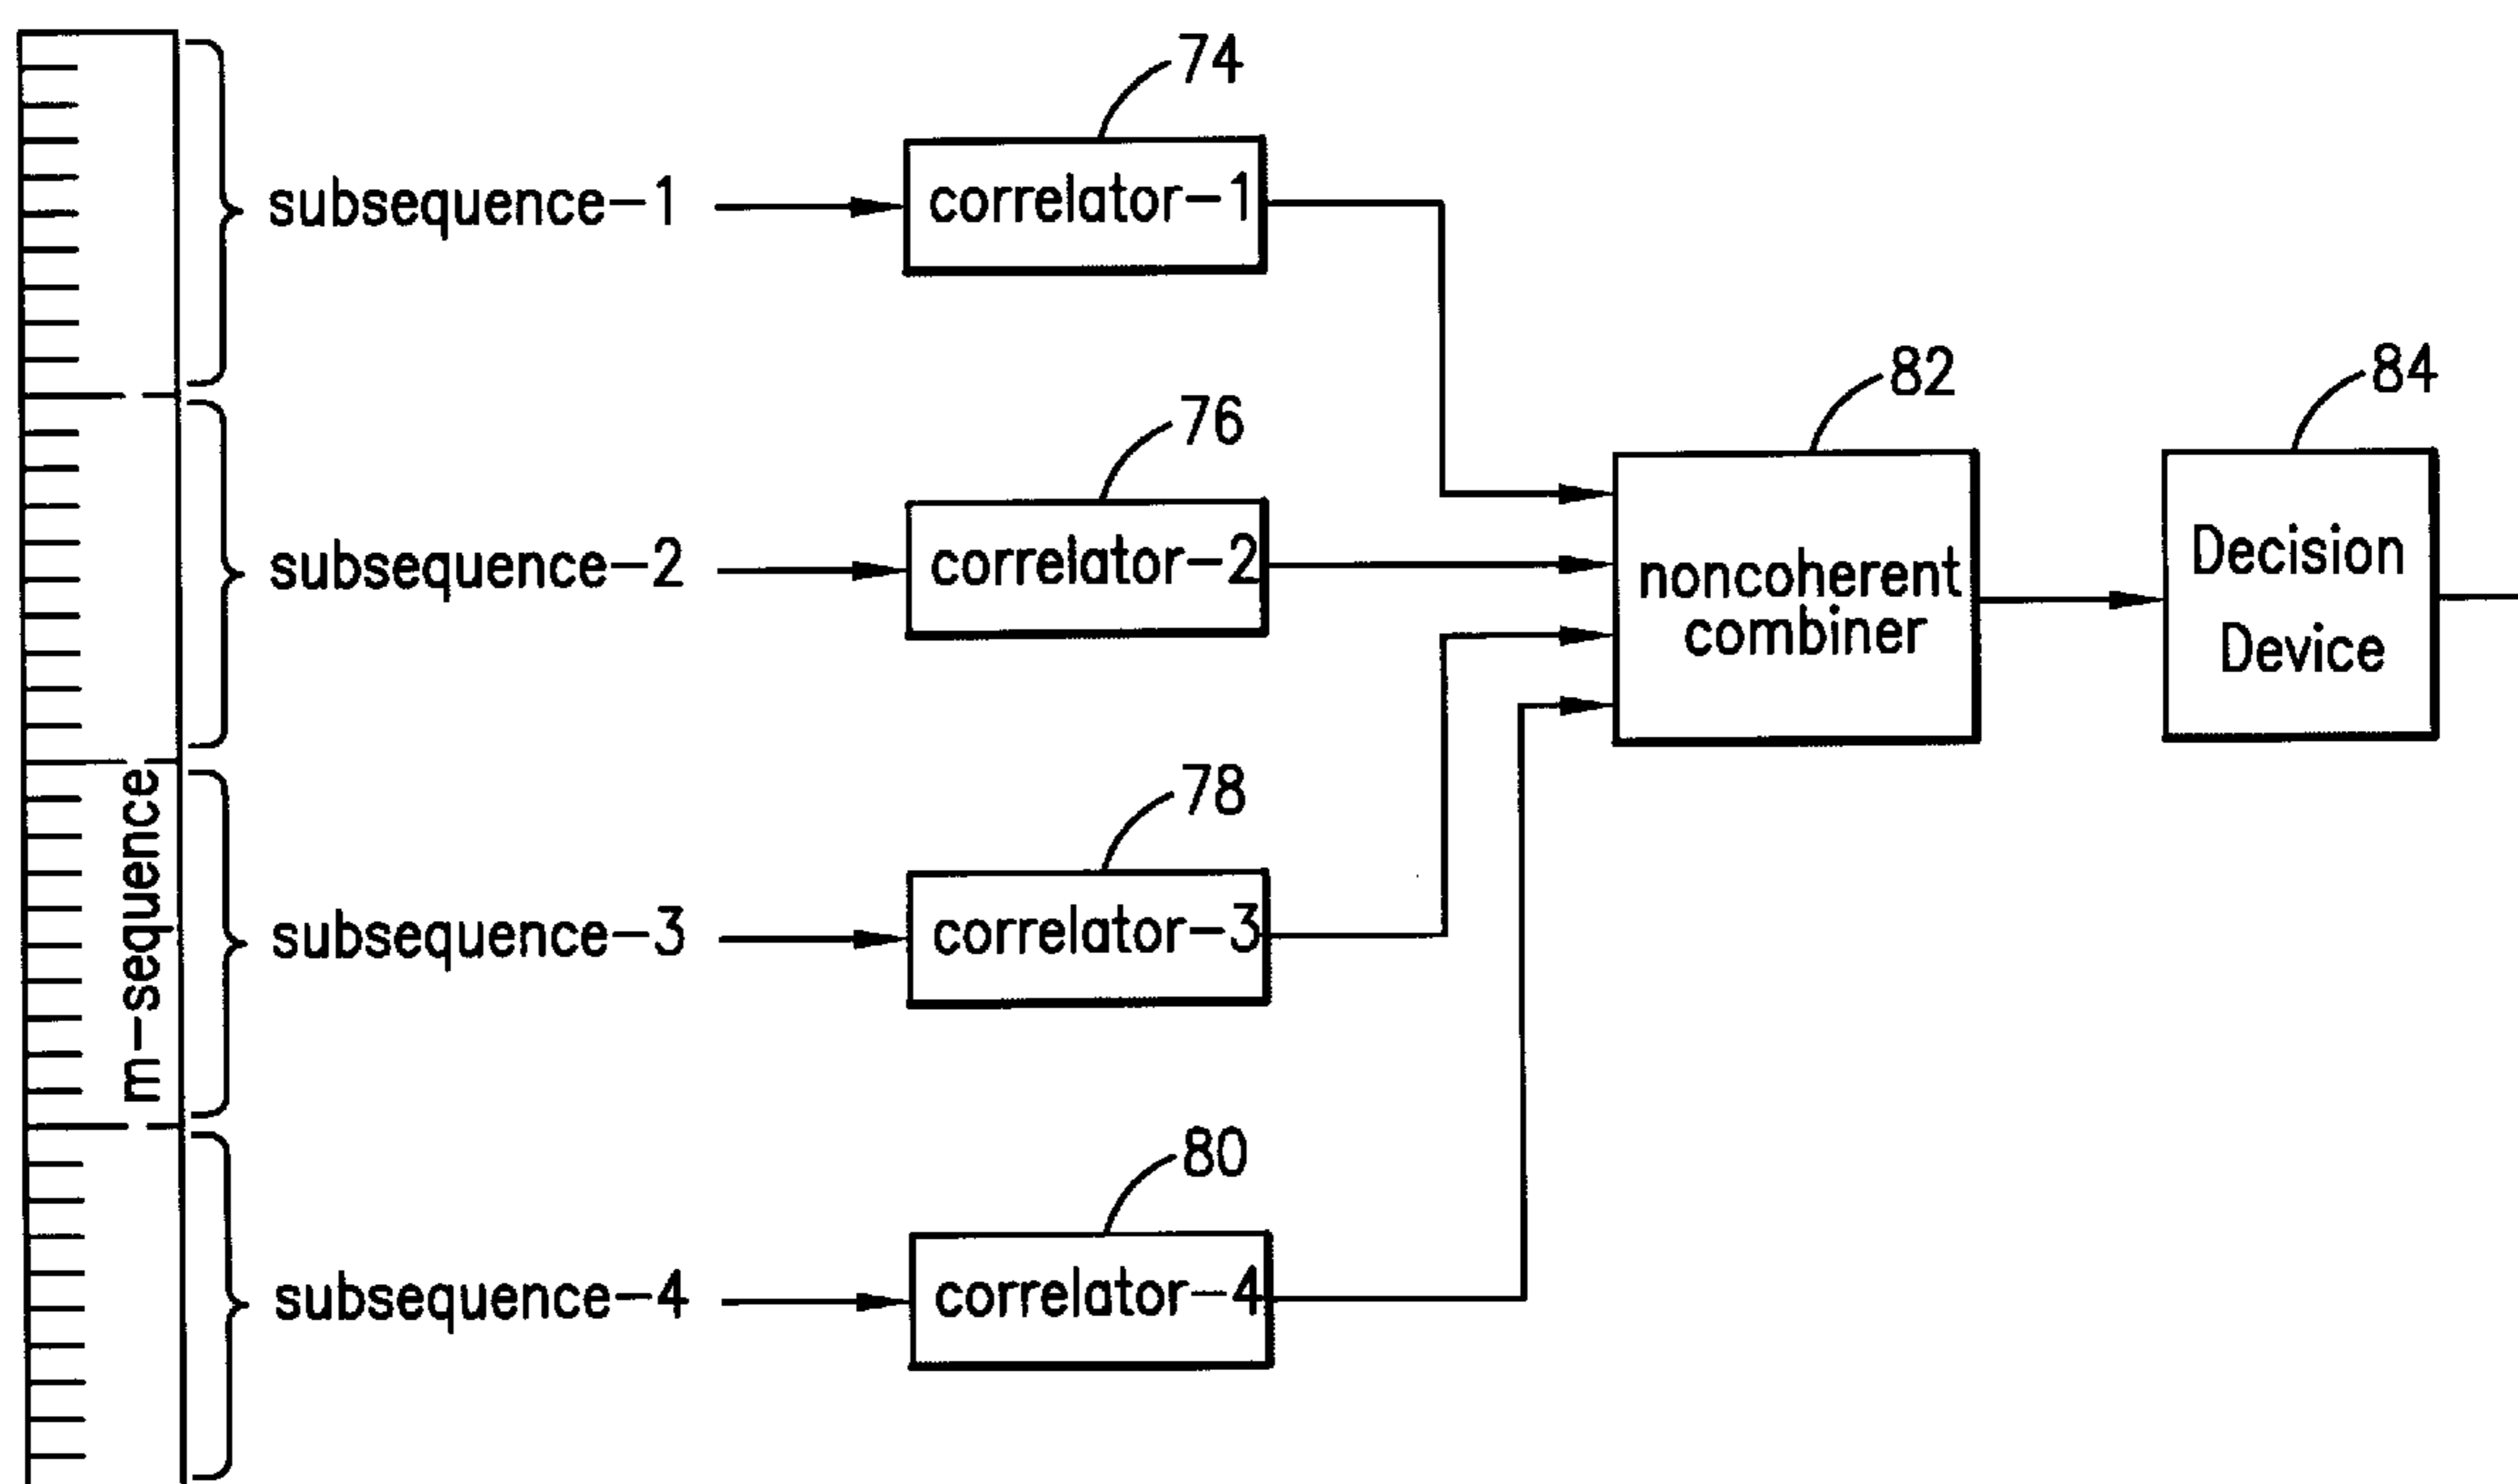 74
subsequence-1
correlator-1
76
subsequence-2
correlator-2
82
noncoherent
combiner
84
Decision
Device
m-sequence
78
subsequence-3
correlator-3
80
subsequence-4
correlator-4